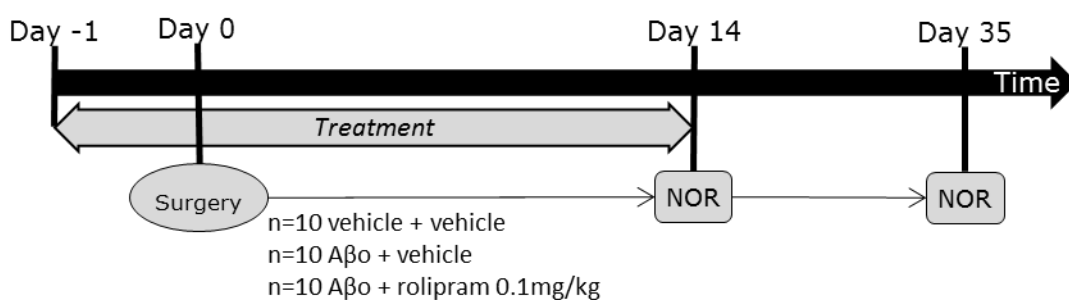 Day -1 Day 0 Day 14 Day 35
Time
Treatment
Surgery NOR NOR
n=10 vehicle + vehicle
n=10 Aβo + vehicle
n=10 Aβo + rolipram 0.1mg/kg